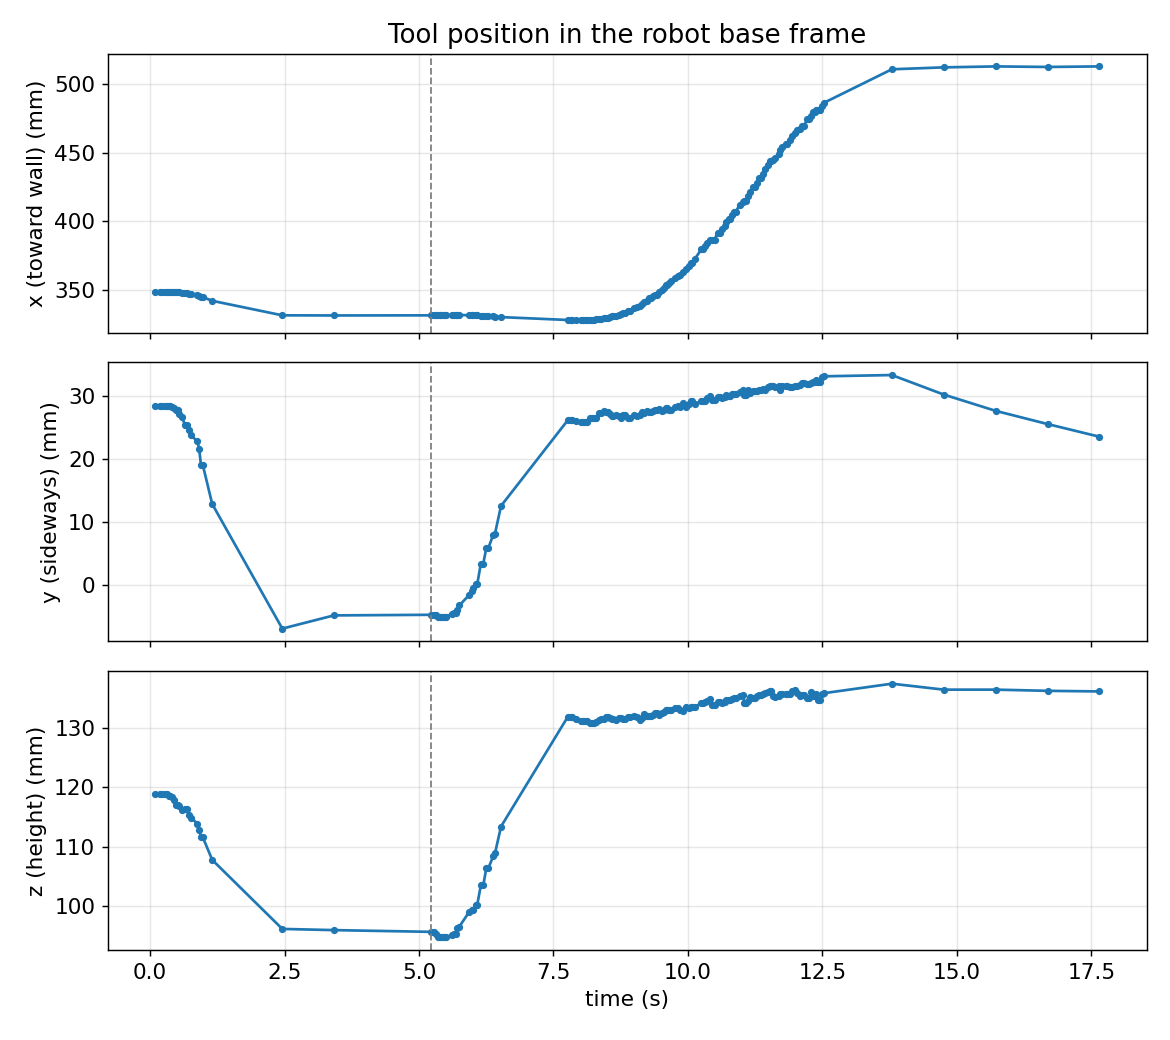 Tool position in the robot base frame
x (toward wall) (mm)
500
450
400
350
y (sideways) (mm)
30
20
10
0
z (height) (mm)
130
120
110
100
0.0 2.5 5.0 7.5 10.0 12.5 15.0 17.5
time (s)